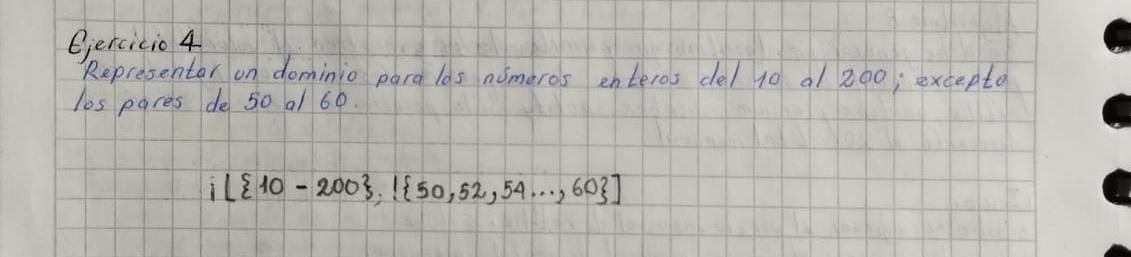 Ejercicio 4
Representar un dominio para los números enteros del 10 al 200; excepto
los pares de 50 al 60.
i[{10 - 200}; !{50, 52, 54..., 60}]